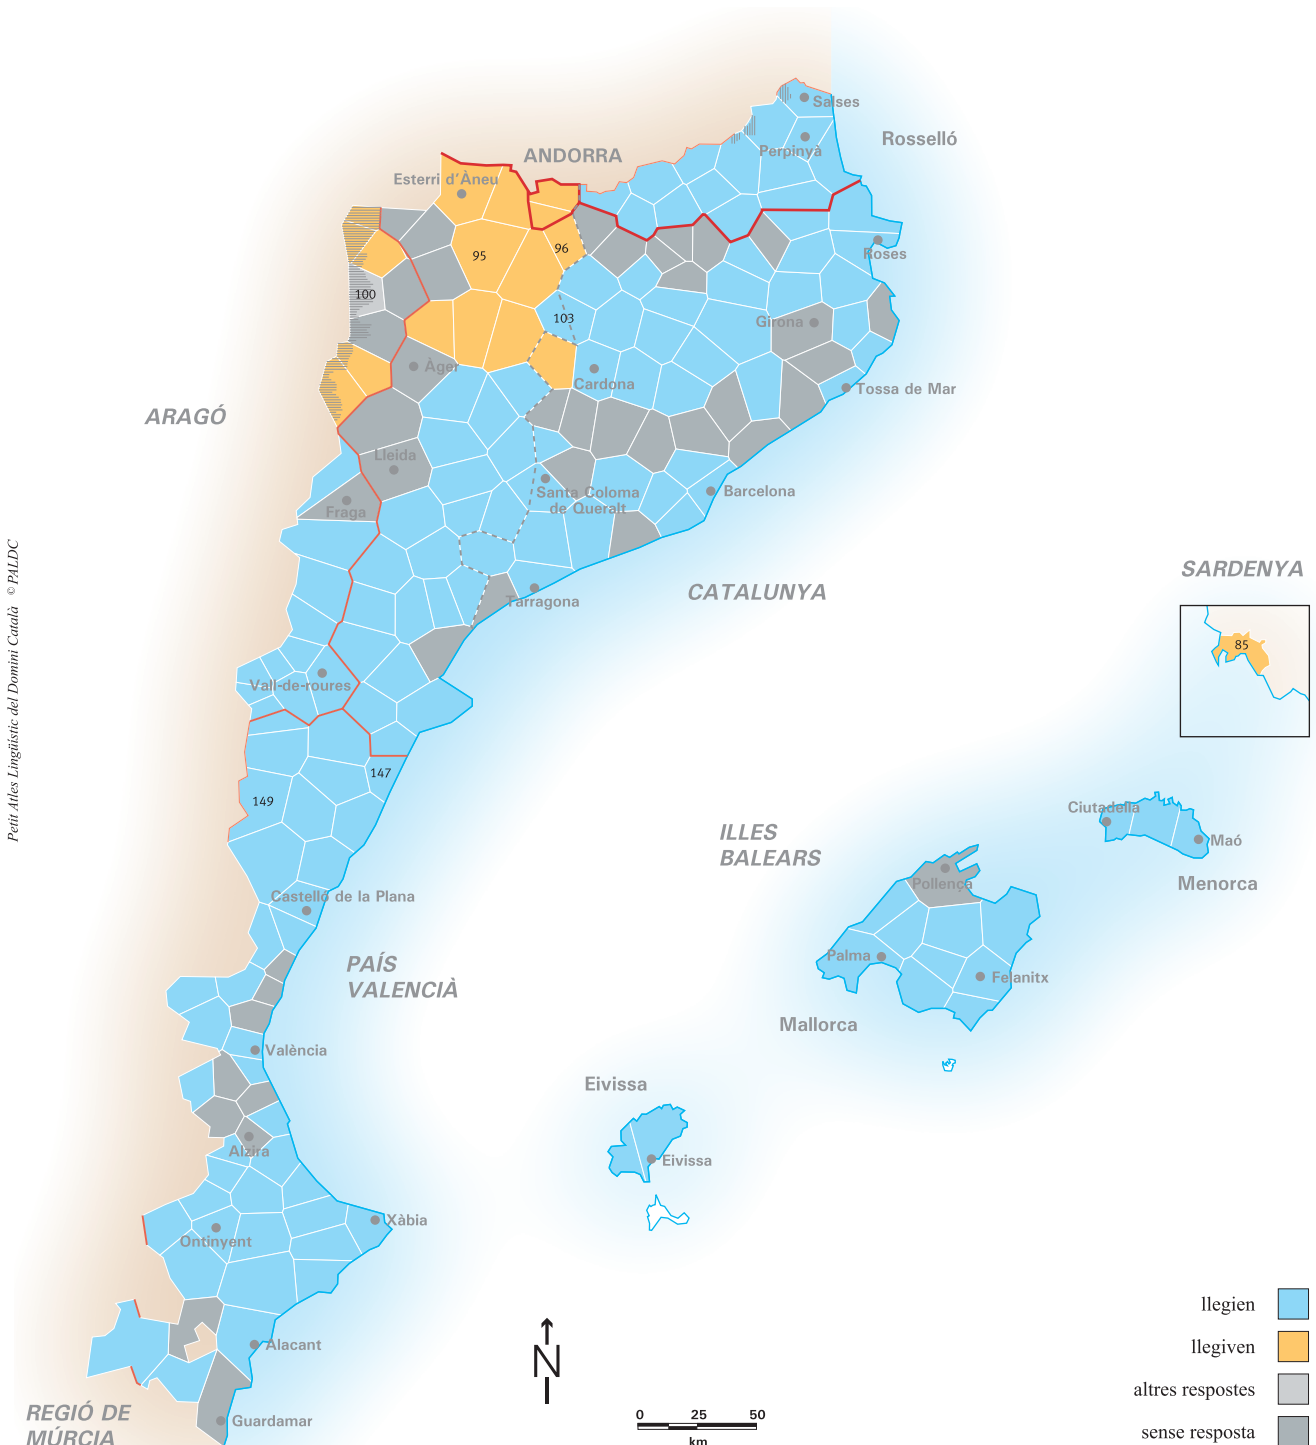 Salses
Rosselló
Perpinyà
ANDORRA
Esterri d'Àneu
95
96
Roses
100
103
Girona
Àger
Cardona
Tossa de Mar
ARAGÓ
Lleida
Santa Coloma
de Queralt
Barcelona
Fraga
Petit Atles Lingüístic del Domini Català © PALDC
SARDENYA
CATALUNYA
Tarragona
85
Vall-de-roures
147
149
Ciutadella
ILLES
BALEARS
Maó
Menorca
Pollença
Castelló de la Plana
Palma
PAÍS
VALENCIÀ
Felanitx
Mallorca
València
Eivissa
Alzira
Eivissa
Xàbia
Ontinyent
llegien
Alacant
llegiven
N
altres respostes
REGIÓ DE
MÚRCIA
Guardamar
0 25 50
km
sense resposta